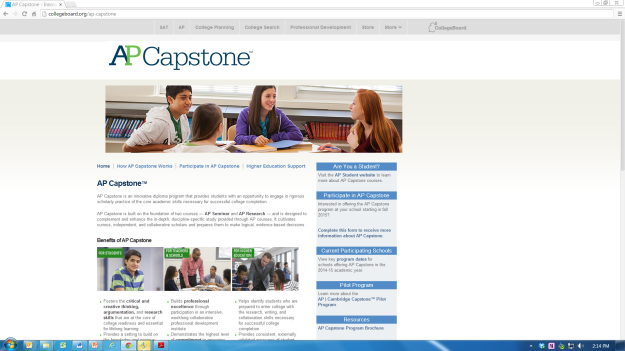 AP Capstone - Ente
collegeboard.org/ap-capstone
SAT AP College Planning College Search Professional Development Store More
CollegeBoard
AP Capstone
Home | How AP Capstone Works | Participate in AP Capstone | Higher Education Support
AP Capstone™
AP Capstone is an innovative diploma program that provides students with an opportunity to engage in rigorous
scholarly practice of the core academic skills necessary for successful college completion.
AP Capstone is built on the foundation of two courses — AP Seminar and AP Research — and is designed to
complement and enhance the in-depth, discipline-specific study provided through AP courses. It cultivates
curious, independent, and collaborative scholars and prepares them to make logical, evidence-based decisions.
Benefits of AP Capstone
FOR STUDENTS
Fosters the critical and
creative thinking,
argumentation, and research
skills that are at the core of
college readiness and essential
for lifelong learning
Provides a setting to build on
FOR TEACHERS
& SCHOOLS
Builds professional
excellence through
participation in an intensive,
enriching collaborative
professional development
institute
Demonstrates the highest
FOR HIGHER
EDUCATION
Helps identify students who are
prepared to enter college with
the research, writing, and
collaborative skills necessary
for successful college
completion
Provides consistent, externally
Are You a Student?
Visit the AP Student website to learn
more about AP Capstone courses.
Participate in AP Capstone
Interested in offering the AP Capstone
program at your school starting in fall
2015?
Complete this form to receive more
information about AP Capstone.
Current Participating Schools
View key program dates for
schools offering AP Capstone in the
2014-15 academic year.
Pilot Program
Learn more about the
AP | Cambridge Capstone™ Pilot
Program
Resources
AP Capstone Program Brochure
2:14 PM